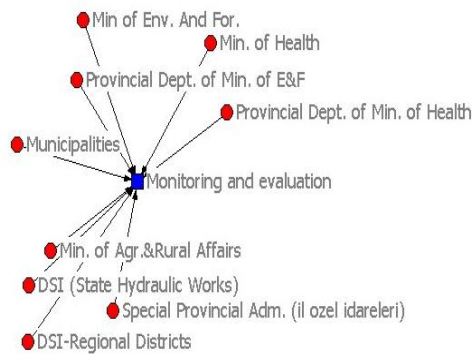 Min of Env. And For.
Min. of Health
Provincial Dept. of Min. of E&F
Provincial Dept. of Min. of Health
Municipalities
Monitoring and evaluation
Min. of Agr.&Rural Affairs
DSI (State Hydraulic Works)
Special Provincial Adm. (il ozel idareleri)
DSI-Regional Districts